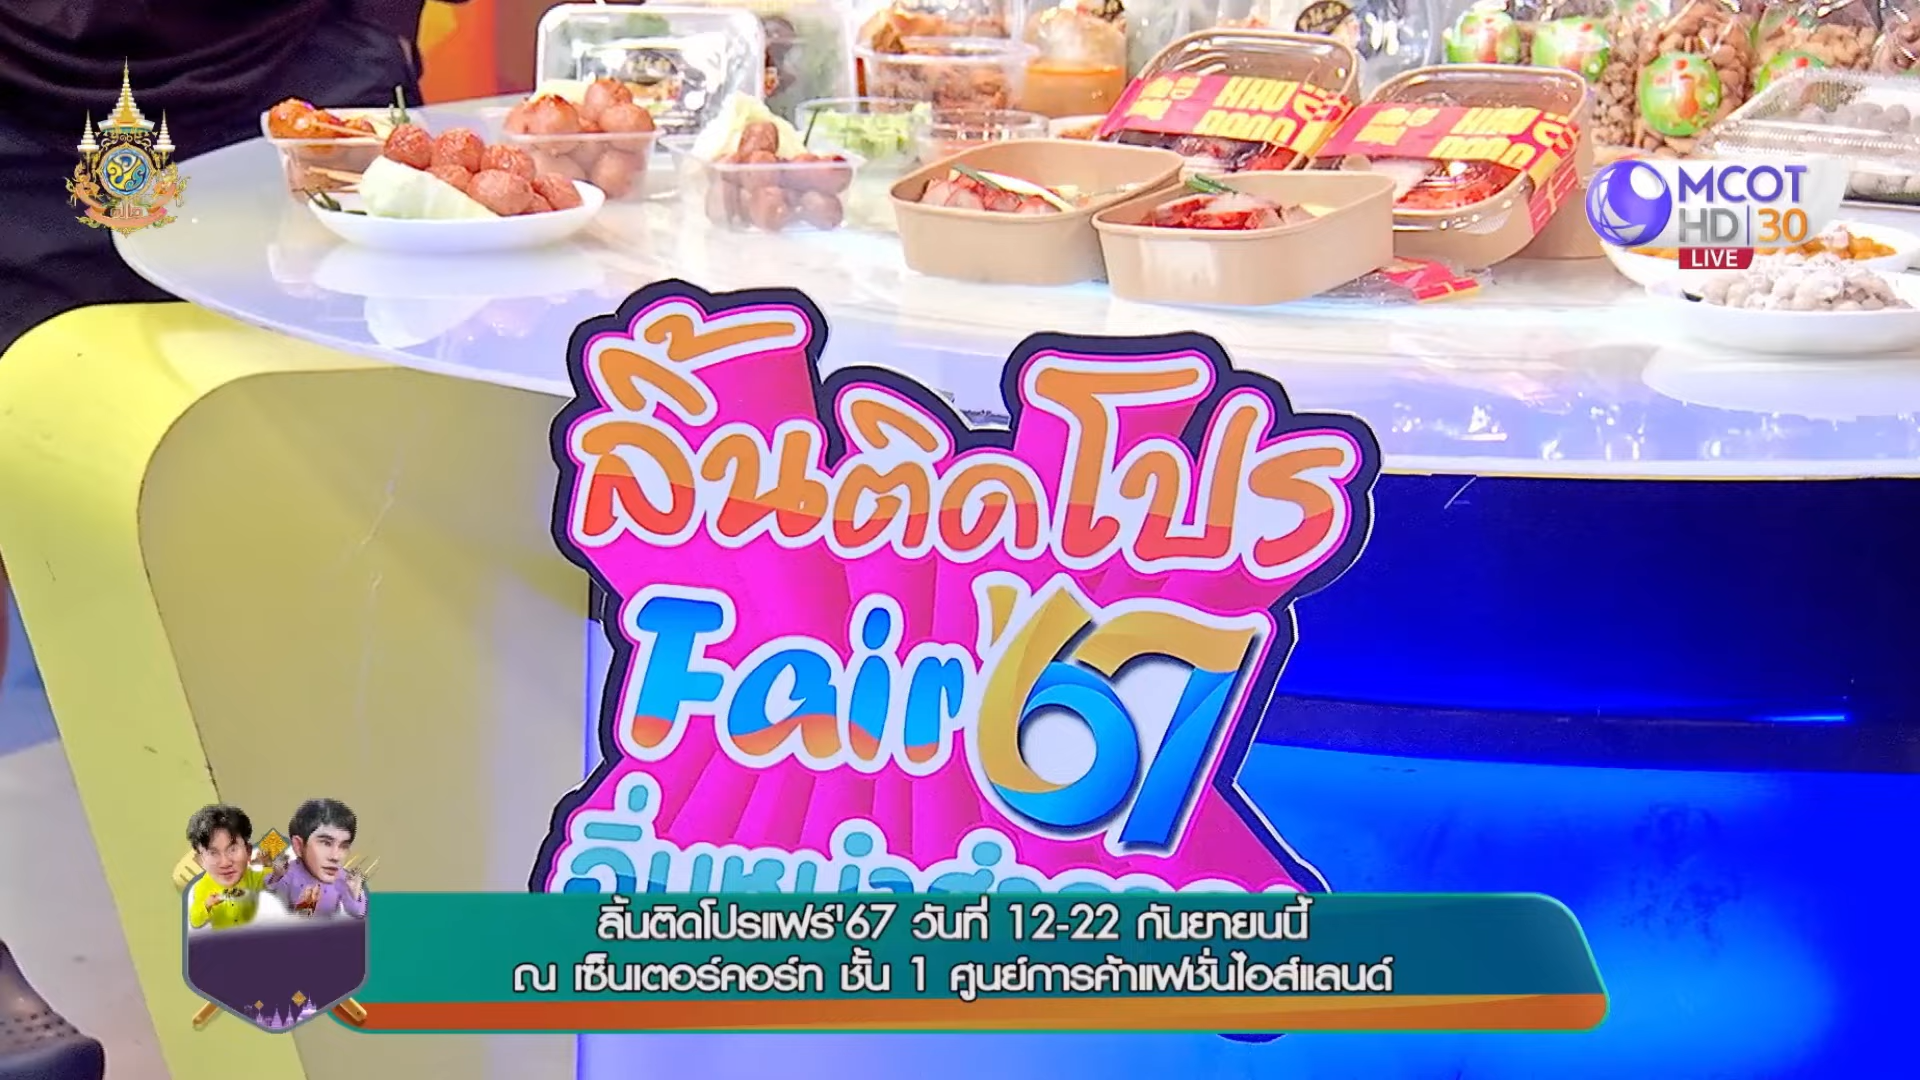 MCOT
HD 30
LIVE
ลิ้นติดโปร
Fair'67
ลิ้นติดโปรแฟร์'67 วันที่ 12-22 กันยายนนี้
ณ เซ็นเตอร์คอร์ท ชั้น 1 ศูนย์การค้าแฟชั่นไอส์แลนด์